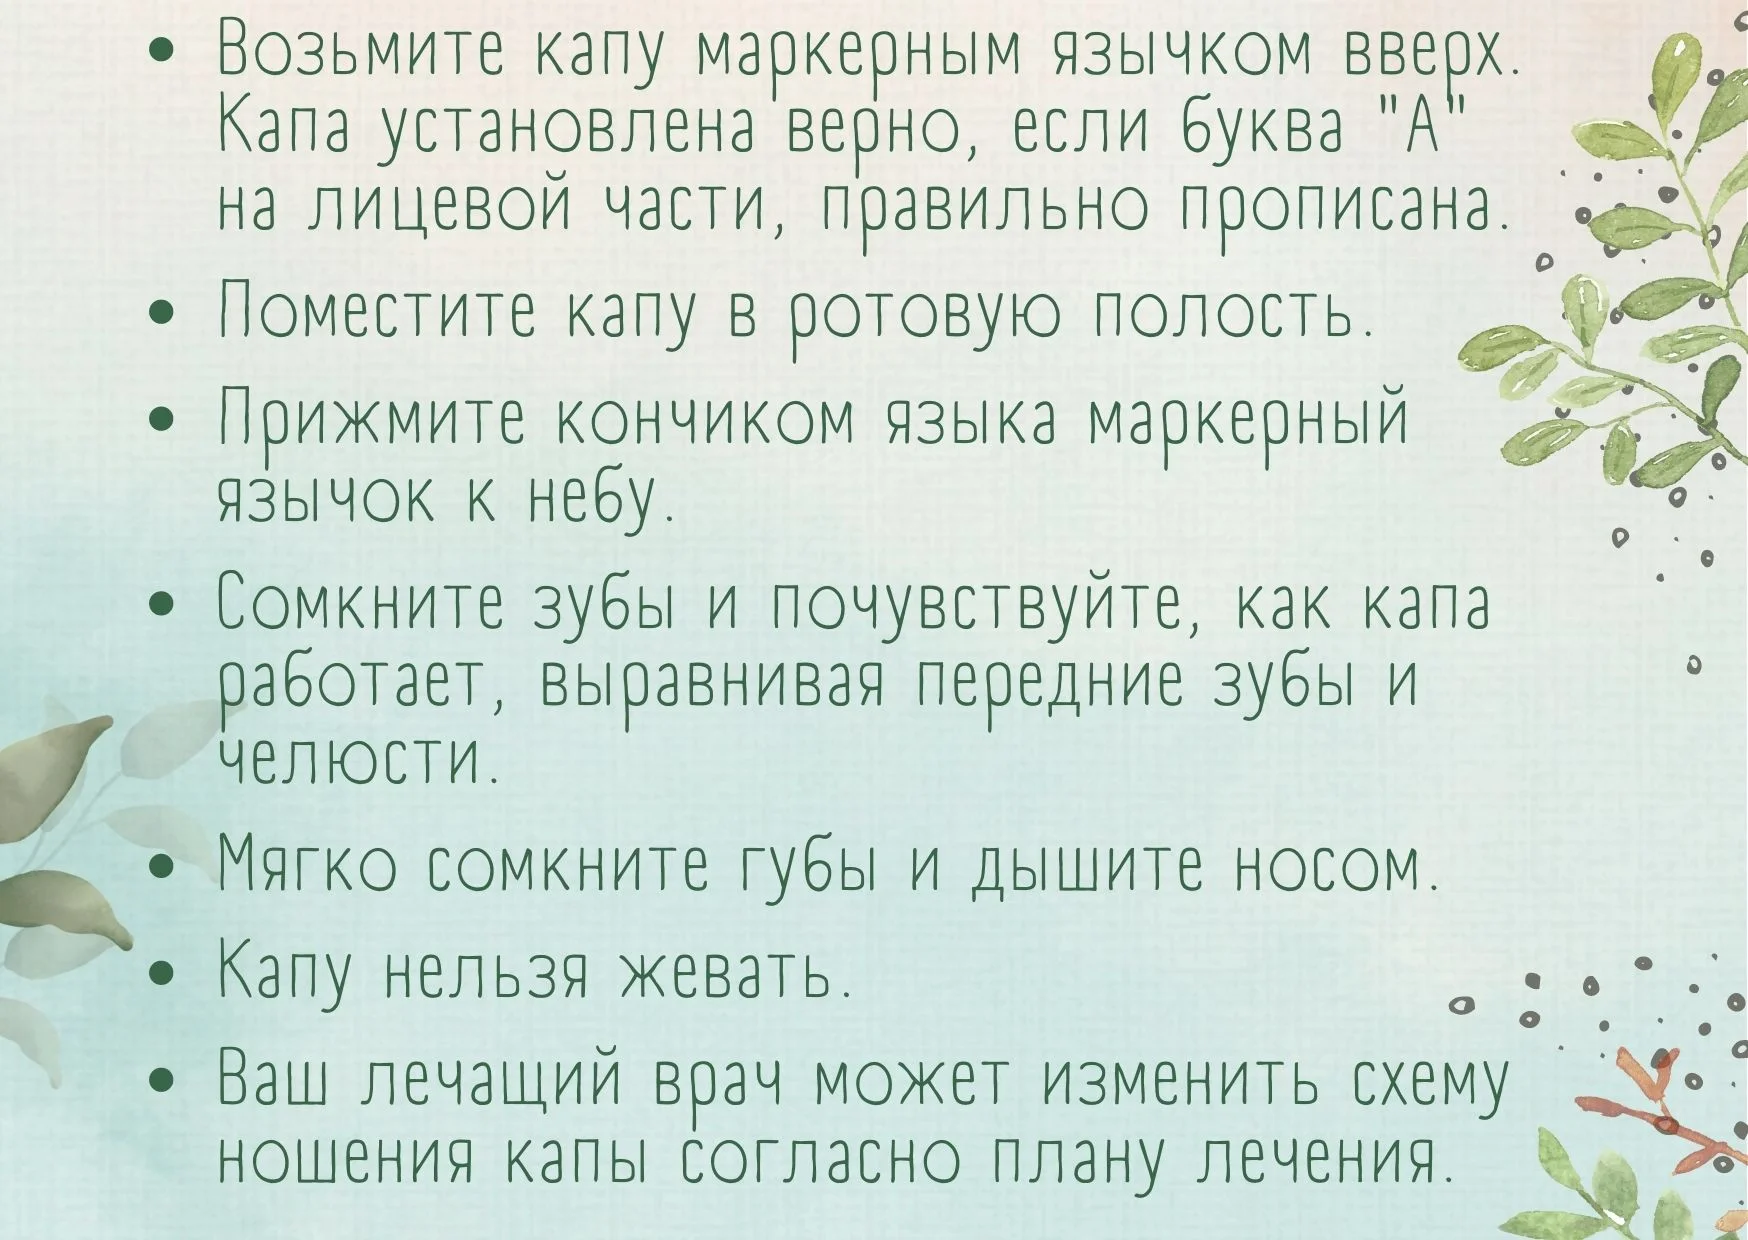 • Возьмите капу маркерным язычком вверх.
Капа установлена верно, если буква "А"
на лицевой части, правильно прописана.
• Поместите капу в ротовую полость.
• Прижмите кончиком языка маркерный
язычок к небу.
• Сомкните зубы и почувствуйте, как капа
работает, выравнивая передние зубы и
челюсти.
• Мягко сомкните губы и дышите носом.
• Капу нельзя жевать.
• Ваш лечащий врач может изменить схему
ношения капы согласно плану лечения.